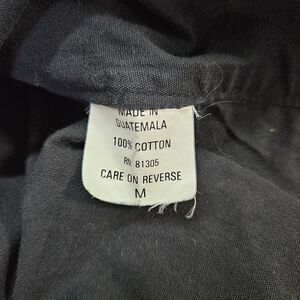 MADE IN
GUATEMALA
100% COTTON
RN: 81305
CARE ON REVERSE
M